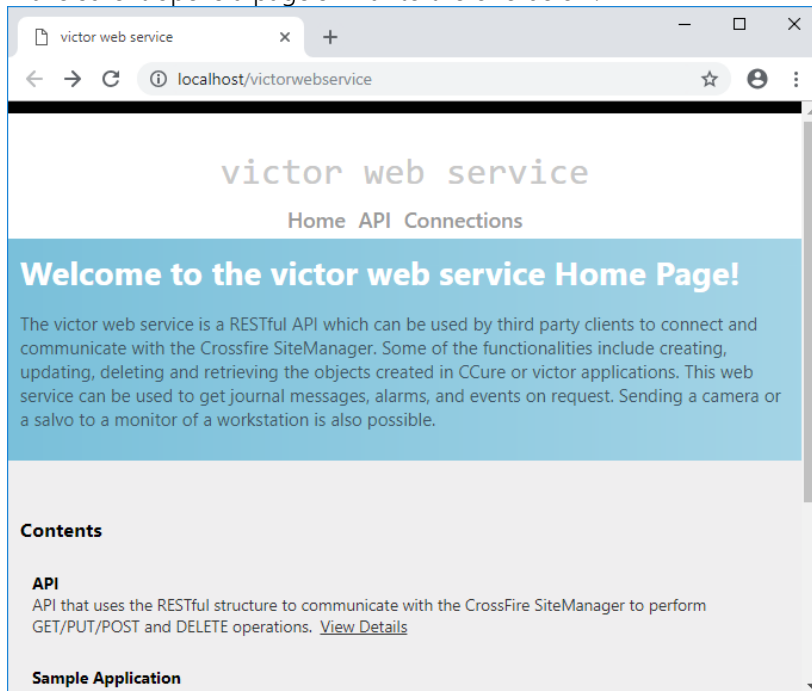 victor web service
localhost/victorwebservice
victor web service
Home API Connections
Welcome to the victor web service Home Page!
The victor web service is a RESTful API which can be used by third party clients to connect and
communicate with the Crossfire SiteManager. Some of the functionalities include creating,
updating, deleting and retrieving the objects created in CCure or victor applications. This web
service can be used to get journal messages, alarms, and events on request. Sending a camera or
a salvo to a monitor of a workstation is also possible.
Contents
API
API that uses the RESTful structure to communicate with the CrossFire SiteManager to perform
GET/PUT/POST and DELETE operations. View Details
Sample Application